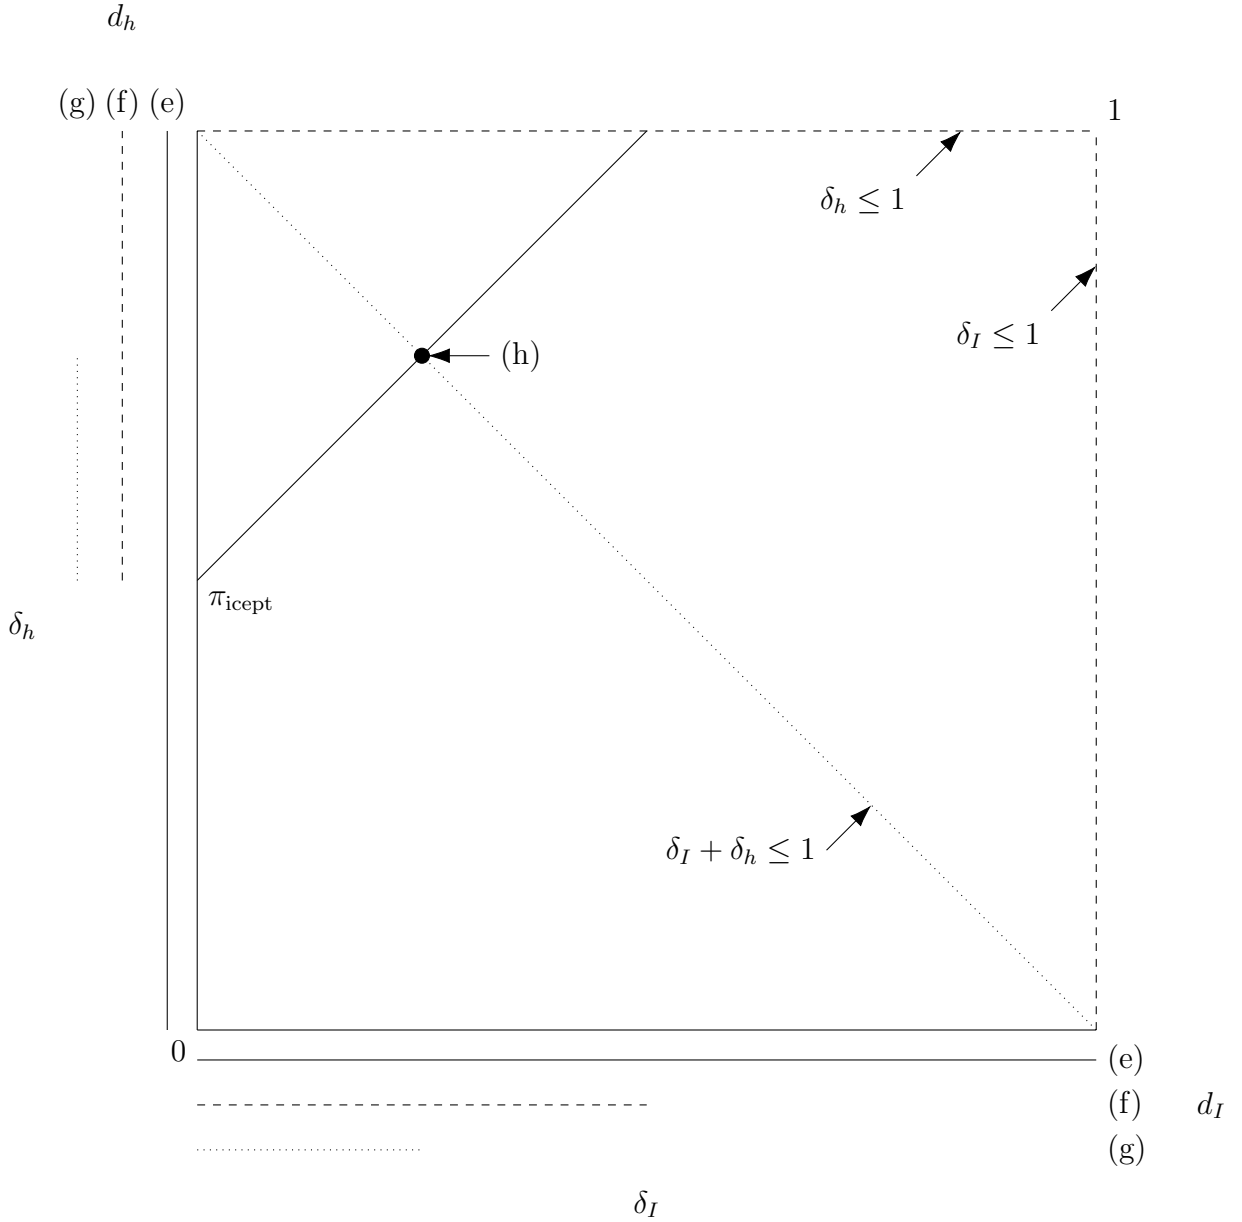 d_h
(g) (f) (e)
1
δ_h ≤ 1
δ_I ≤ 1
(h)
π_icept
δ_h
δ_I + δ_h ≤ 1
0
(e)
(f) d_I
(g)
δ_I